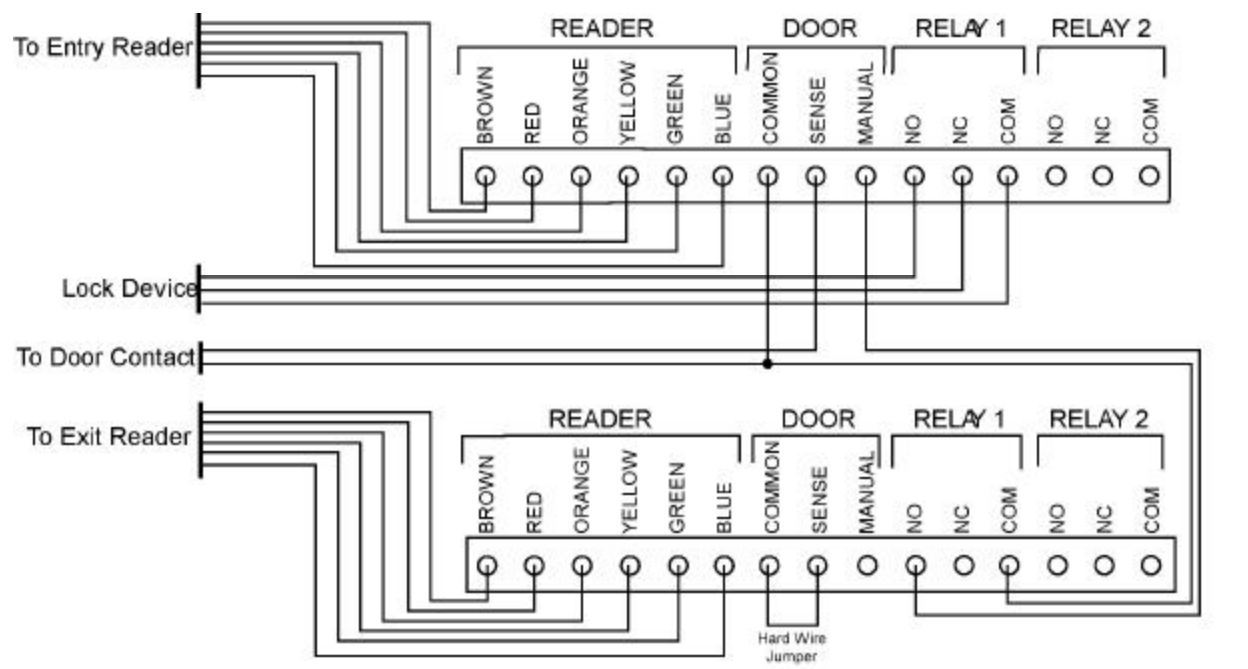 To Entry Reader
READER DOOR RELAY 1 RELAY 2
BROWN RED ORANGE YELLOW GREEN BLUE COMMON SENSE MANUAL NO NC COM NO NC COM
Lock Device
To Door Contact
To Exit Reader
READER DOOR RELAY 1 RELAY 2
BROWN RED ORANGE YELLOW GREEN BLUE COMMON SENSE MANUAL NO NC COM NO NC COM
Hard Wire
Jumper